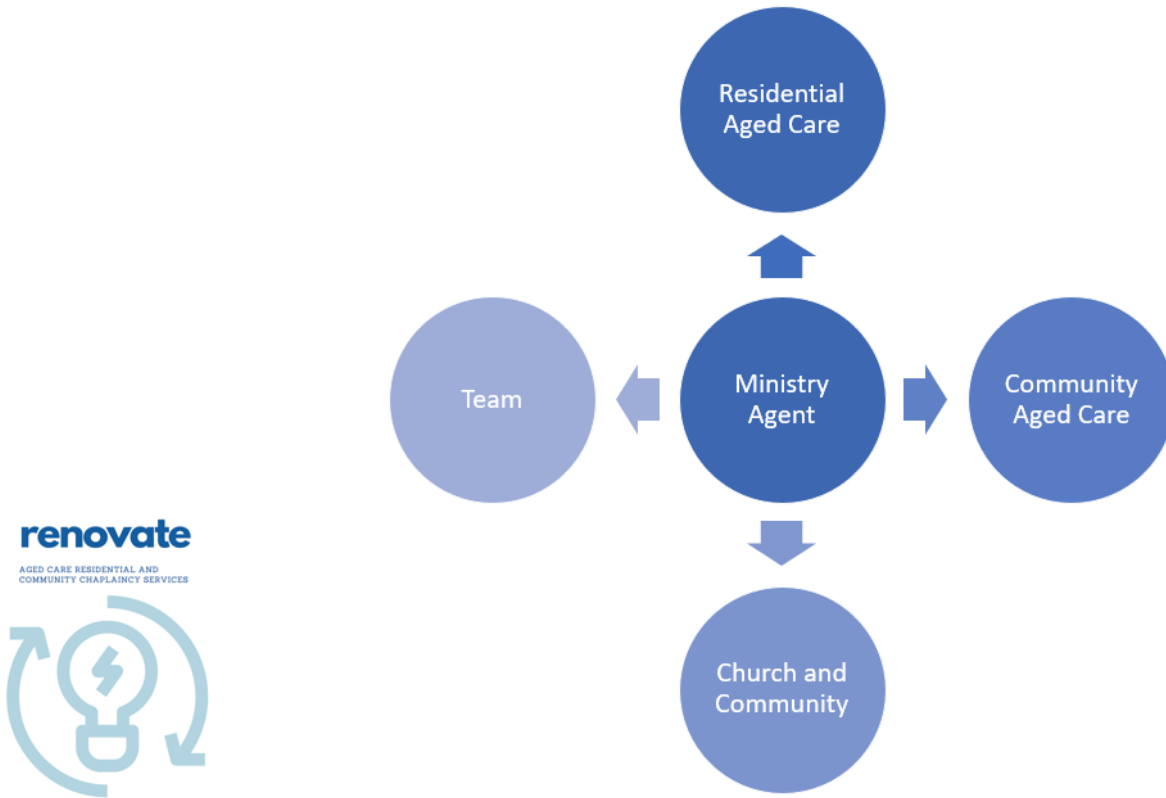 Residential
Aged Care
Team
Ministry
Agent
Community
Aged Care
renovate
AGED CARE RESIDENTIAL AND
COMMUNITY CHAPLAINCY SERVICES
Church and
Community